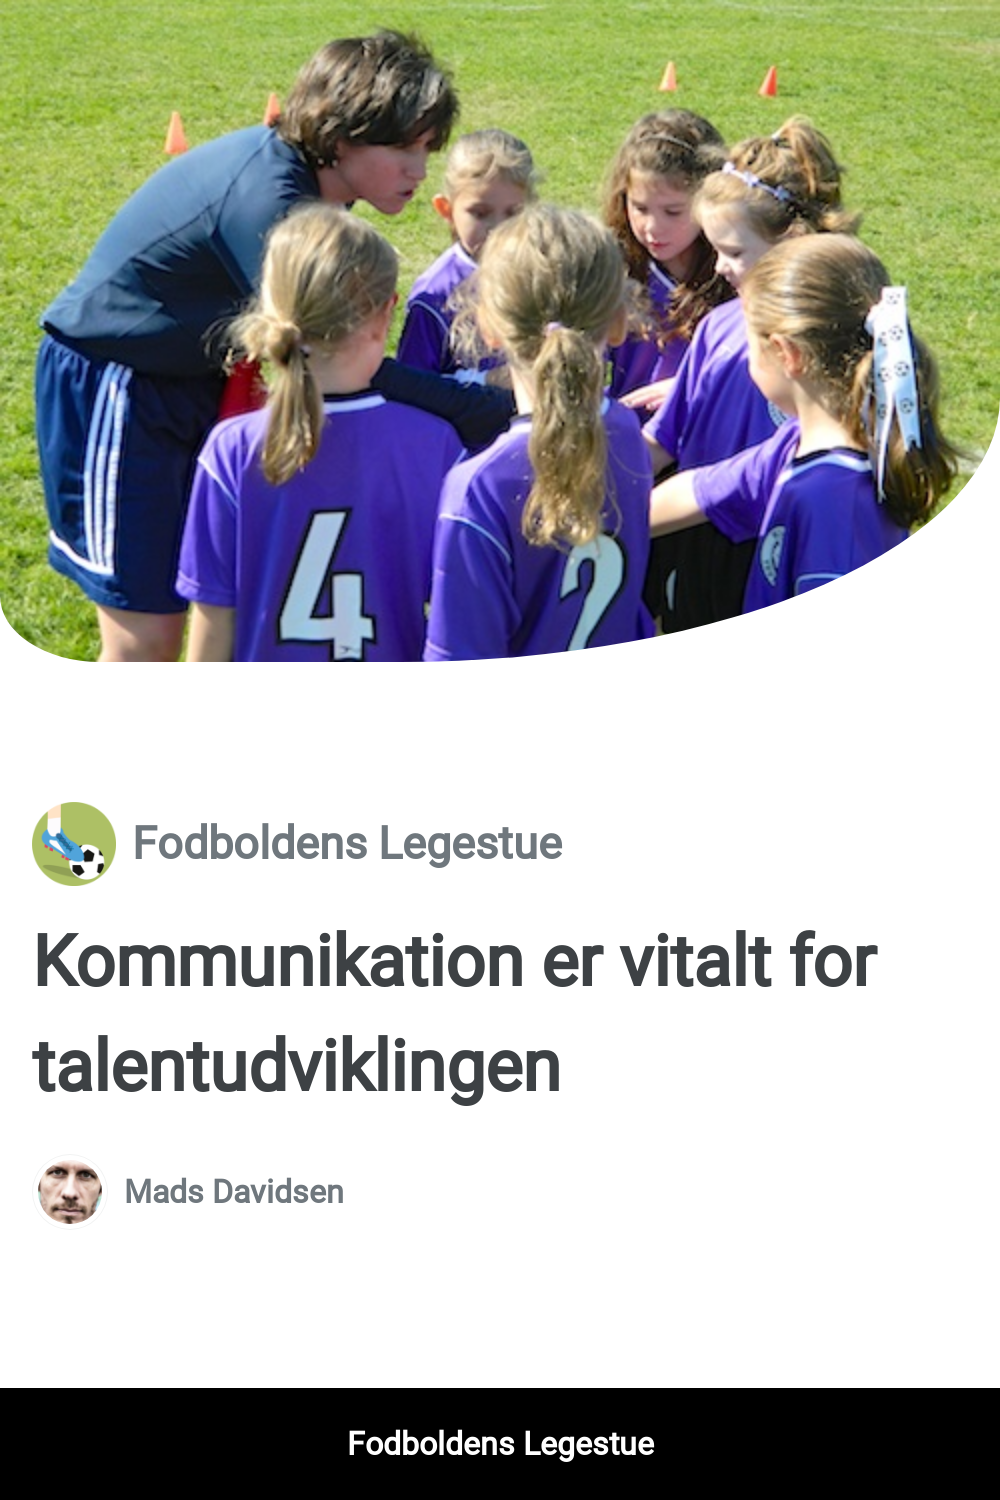 4
2
Fodboldens Legestue
Kommunikation er vitalt for
talentudviklingen
Mads Davidsen
Fodboldens Legestue